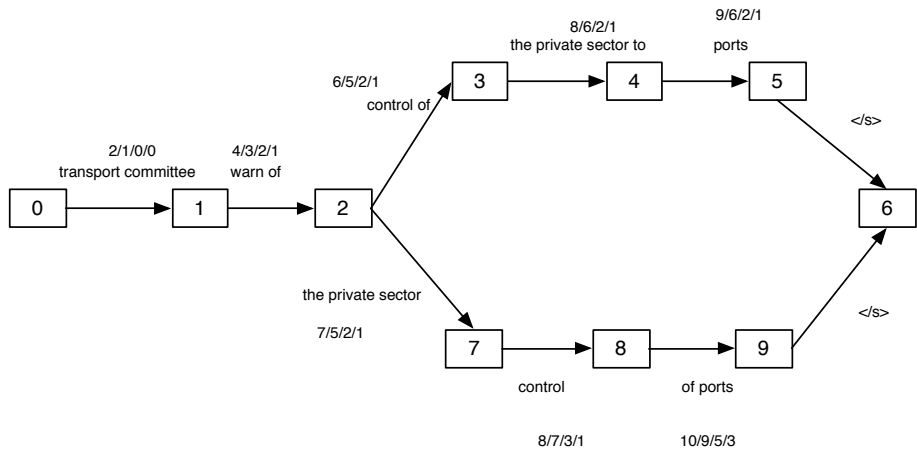 8/6/2/1
the private sector to
9/6/2/1
ports
3
4
5
6/5/2/1
control of
</s>
2/1/0/0
transport committee
4/3/2/1
warn of
0
1
2
6
the private sector
7/5/2/1
</s>
7
8
9
control
of ports
8/7/3/1
10/9/5/3